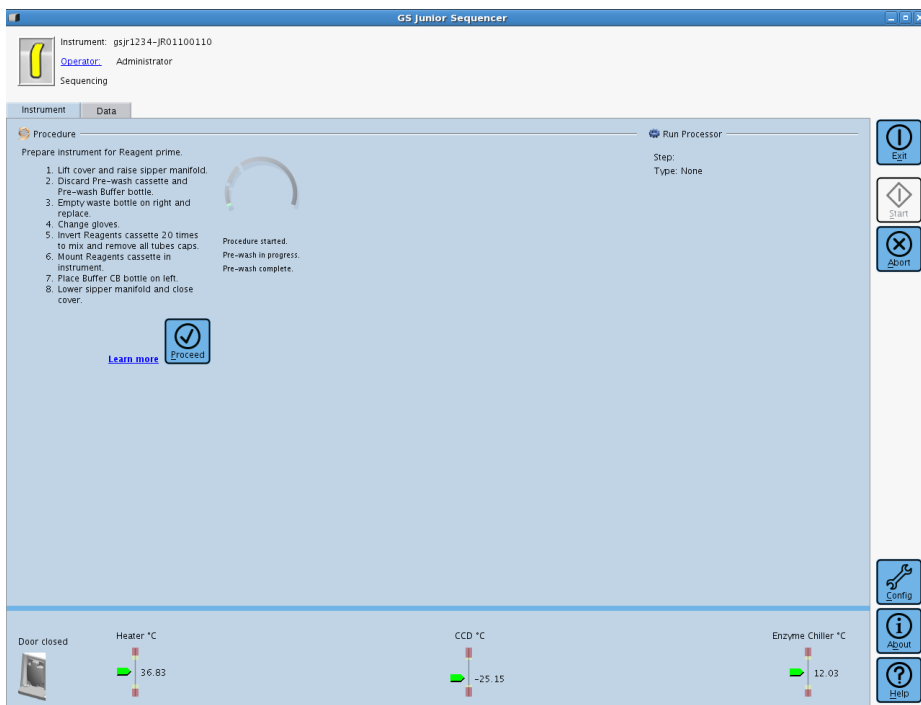 GS Junior Sequencer
Instrument: gsjr1234-JR01100110
Operator: Administrator
Sequencing
Instrument
Data
Procedure
Prepare instrument for Reagent prime.
1. Lift cover and raise sipper manifold.
2. Discard Pre-wash cassette and
Pre-wash Buffer bottle.
3. Empty waste bottle on right and
replace.
4. Change gloves.
5. Invert Reagents cassette 20 times
to mix and remove all tubes caps.
6. Mount Reagents cassette in
instrument.
7. Place Buffer CB bottle on left.
8. Lower sipper manifold and close
cover.
Learn more
Proceed
Procedure started.
Pre-wash in progress.
Pre-wash complete.
Run Processor
Step:
Type: None
Exit
Start
Abort
Config
About
Help
Door closed
Heater °C
36.83
CCD °C
-25.15
Enzyme Chiller °C
12.03